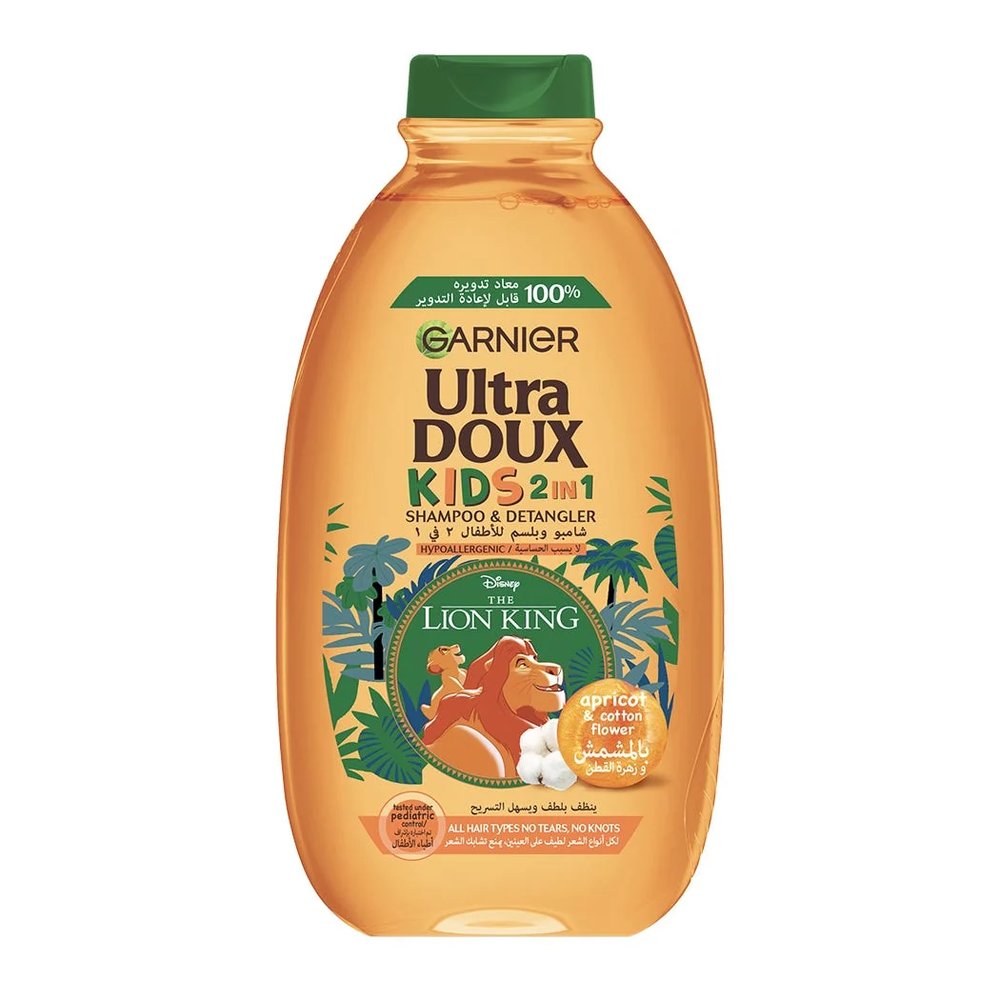 معاد تدويره
قابل لإعادة التدوير 100%
GARNIER
Ultra
DOUX
KIDS 2 IN 1
SHAMPOO & DETANGLER
شامبو وبلسم للأطفال ٢ في ١
HYPOALLERGENIC / لا يسبب الحساسية
Disney
THE
LION KING
apricot
& cotton
flower
بالمشمش
و زهرة القطن
ينظف بلطف ويسهل التسريح
tested under
pediatric
control/
تم اختباره بإشراف
أطباء الأطفال
ALL HAIR TYPES NO TEARS, NO KNOTS
لكل أنواع الشعر لطيف على العينين، يمنع تشابك الشعر